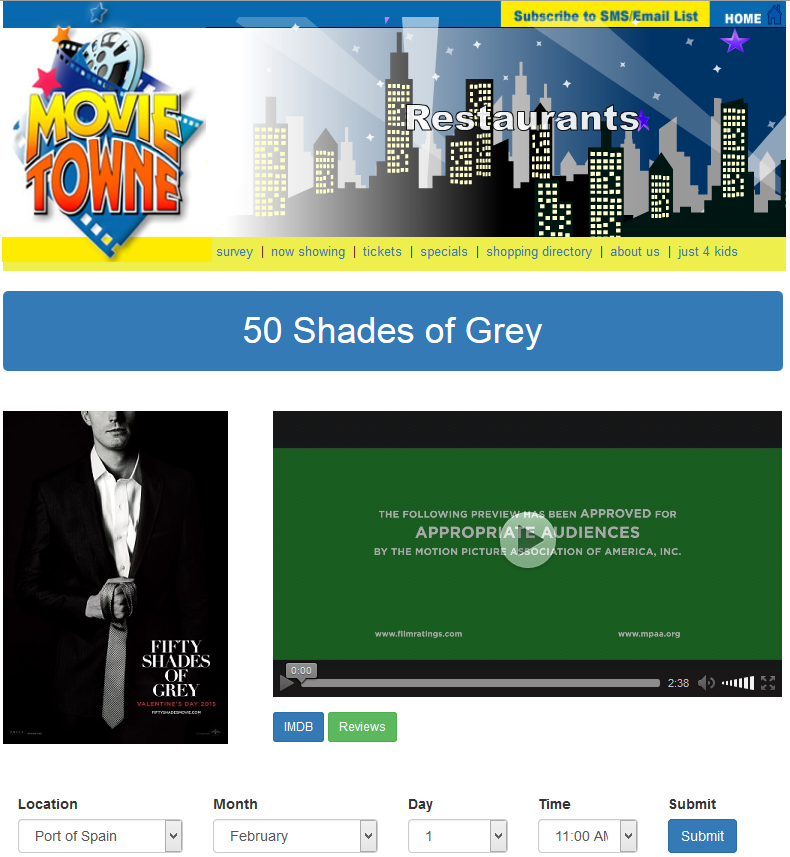 Subscribe to SMS/Email List
HOME
MOVIE
TOWNE
Restaurants
survey | now showing | tickets | specials | shopping directory | about us | just 4 kids
50 Shades of Grey
FIFTY
SHADES
OF
GREY
VALENTINE'S DAY 2015
FIFTYSHADESMOVIE.COM
THE FOLLOWING PREVIEW HAS BEEN APPROVED FOR
APPROPRIATE AUDIENCES
BY THE MOTION PICTURE ASSOCIATION OF AMERICA, INC.
www.filmratings.com www.mpaa.org
0:00
2:38
IMDB Reviews
Location Month Day Time Submit
Port of Spain February 1 11:00 AM Submit